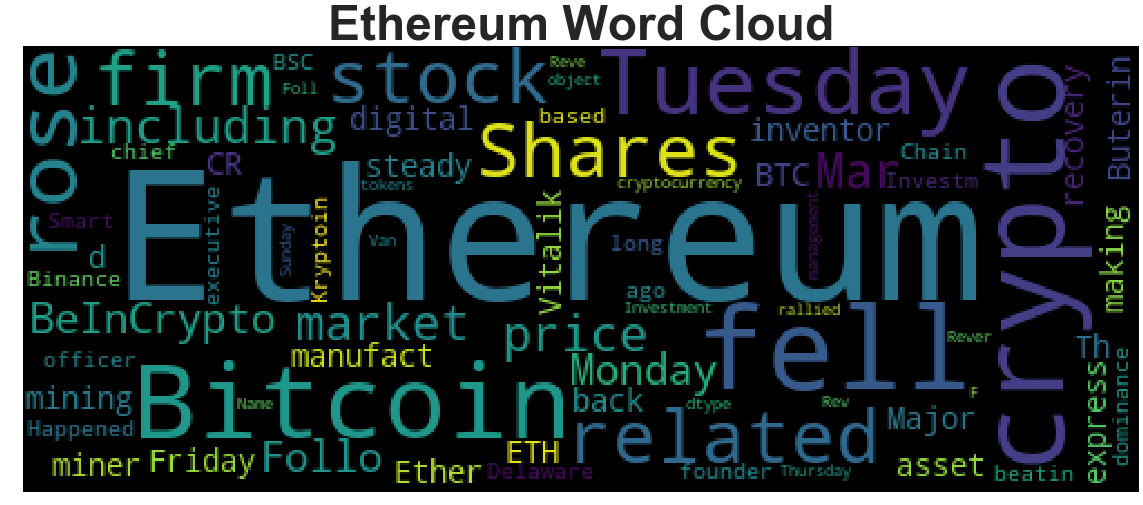 Ethereum Word Cloud
rose
firm
BSC
Foll
stock
Reve
object
Tuesday
crypto
recovery
Buterin
including
digital
based
Shares
inventor
chief
CR
steady
tokens
cryptocurrency
BTC
Mar
Chain
Investm
Ethereum
Smart
executive
Sunday
Kryptoin
Van
Vitalik
long
management
making
d
Binance
ago
Investment
rallied
BeInCrypto
market
price
fell
Rever
Th
officer
manufact
Monday
dominance
express
mining
Bitcoin
Name
back
dtype
Rev
F
Major
Happened
related
miner
Friday
Follo
Ether
ETH
Delaware
founder
Thursday
asset
beatin